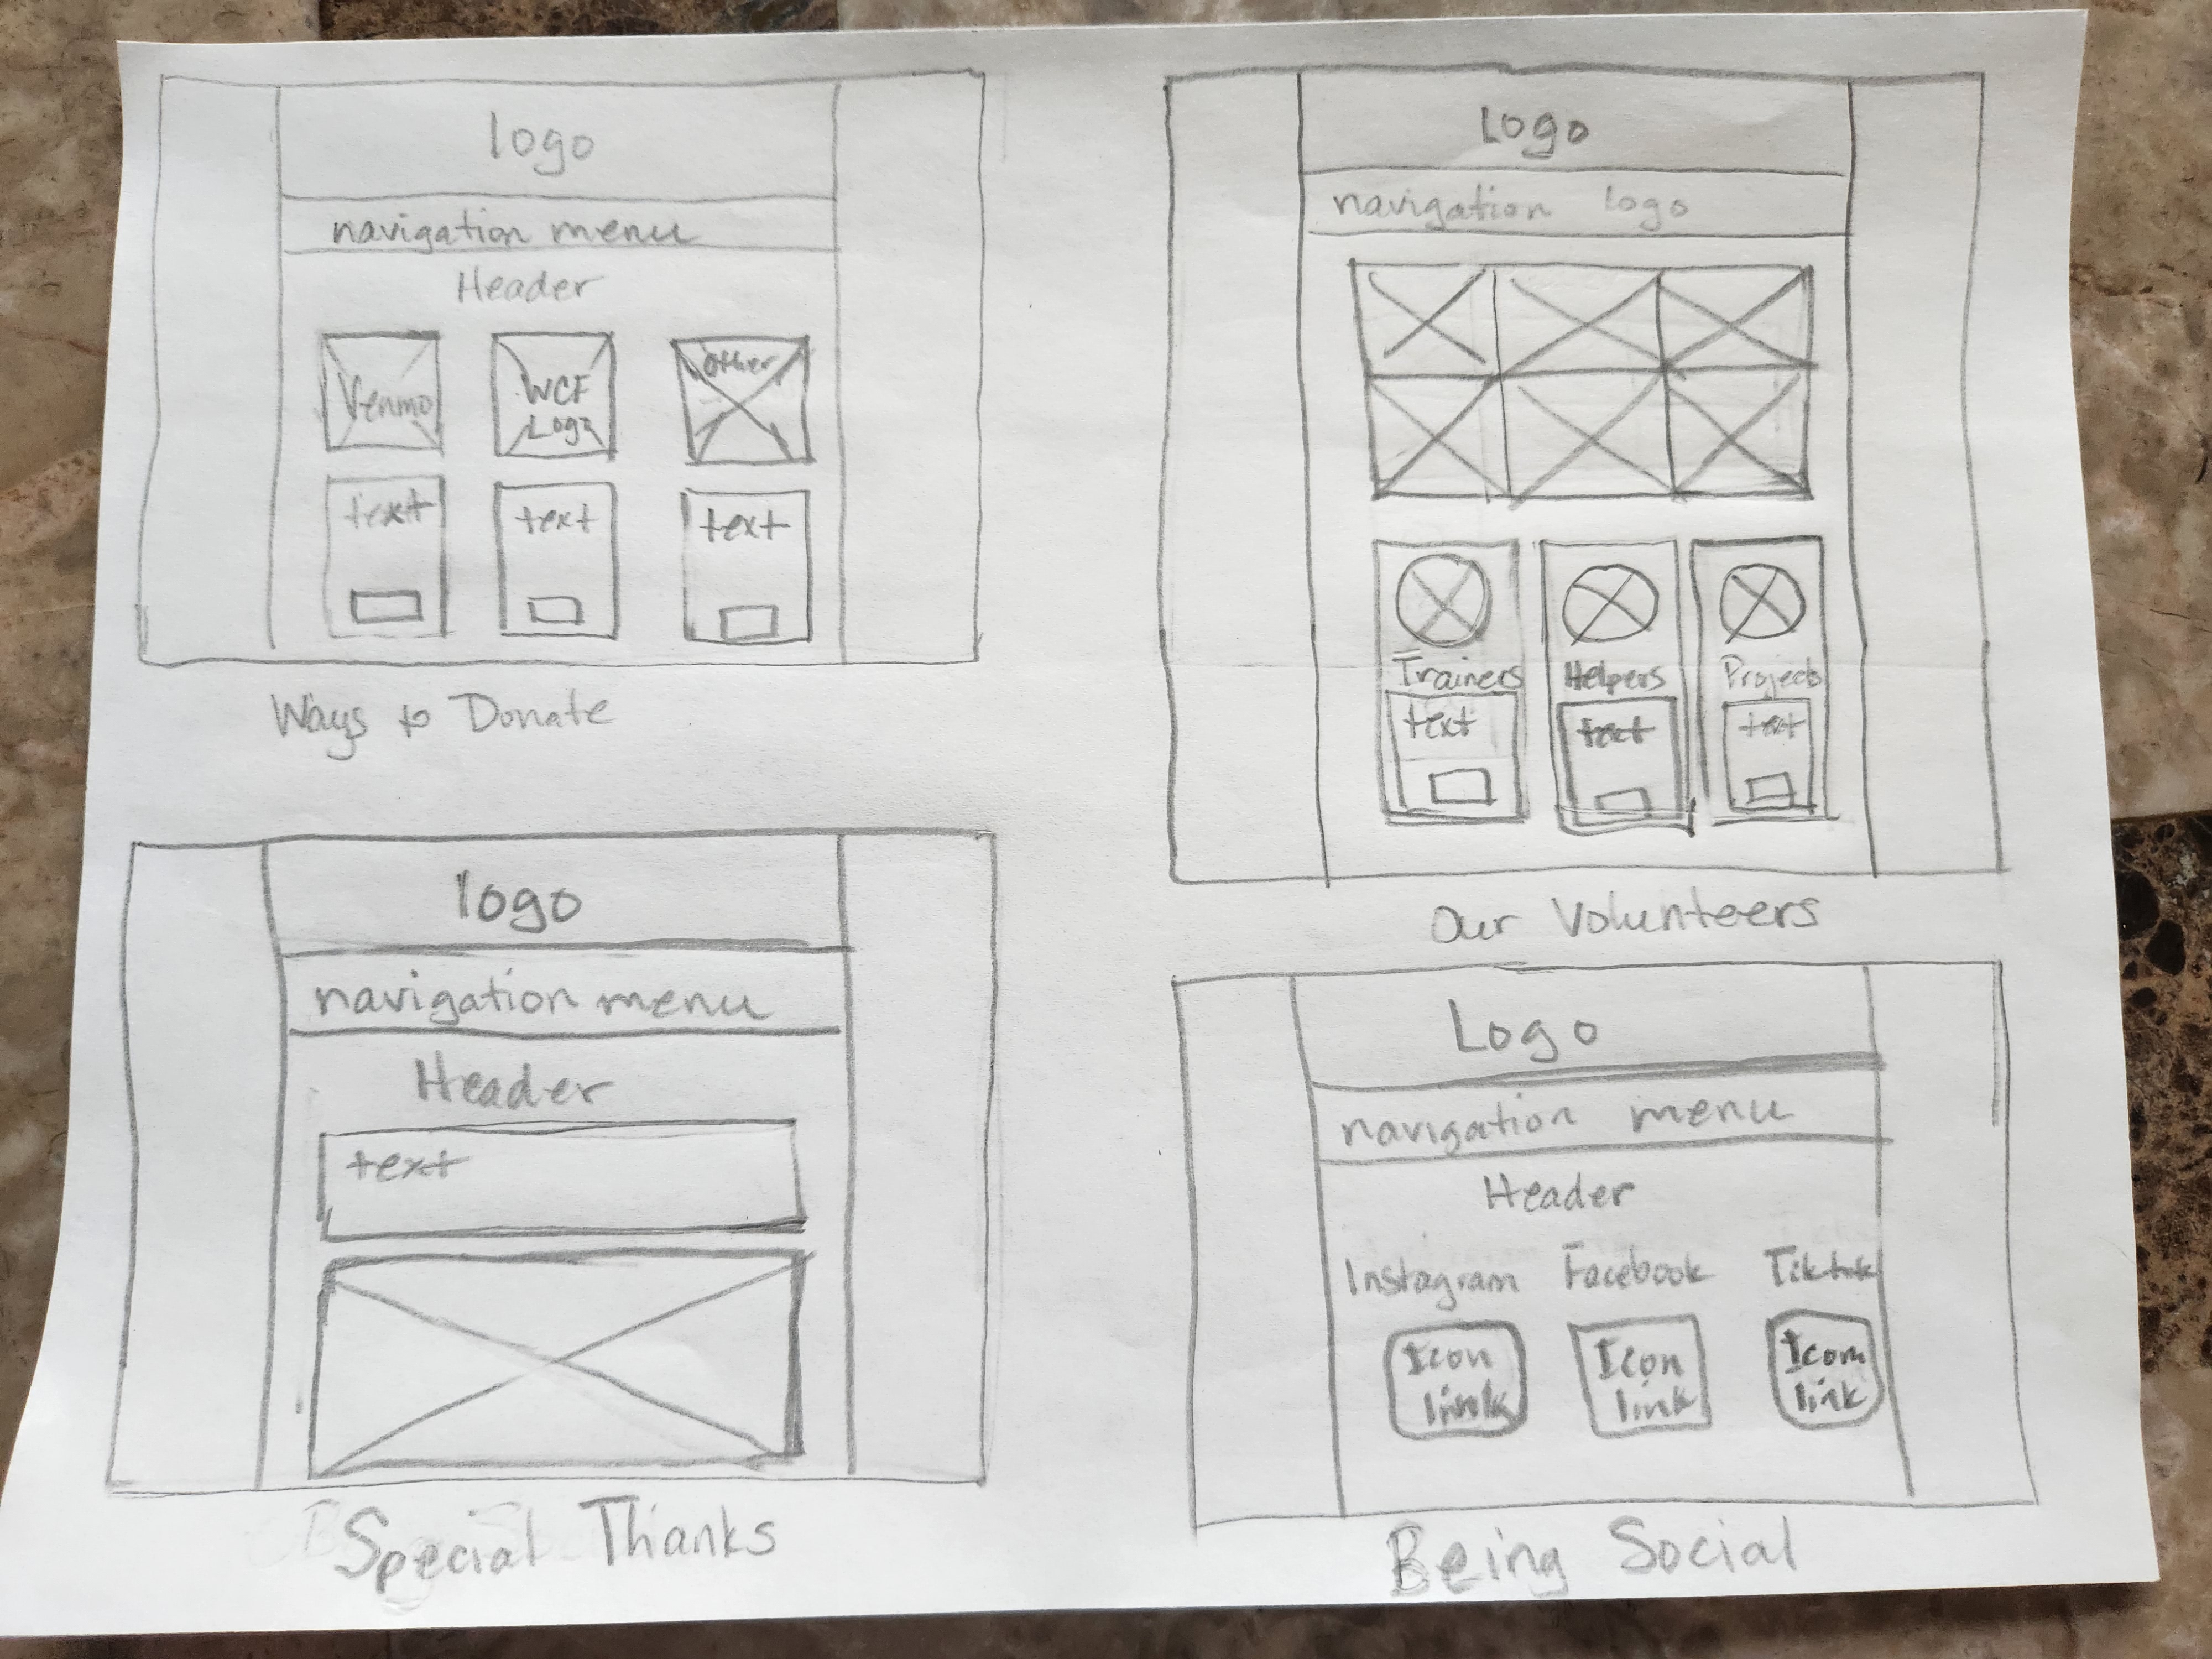 logo
navigation menu
Header
Venmo WCF Logo Other
text text text
Ways to Donate
Logo
navigation logo
Trainers Helpers Projects
text text text
Our Volunteers
logo
navigation menu
Header
text
Special Thanks
Logo
navigation menu
Header
Instagram Facebook Tiktok
Icon link Icon link Icon link
Being Social